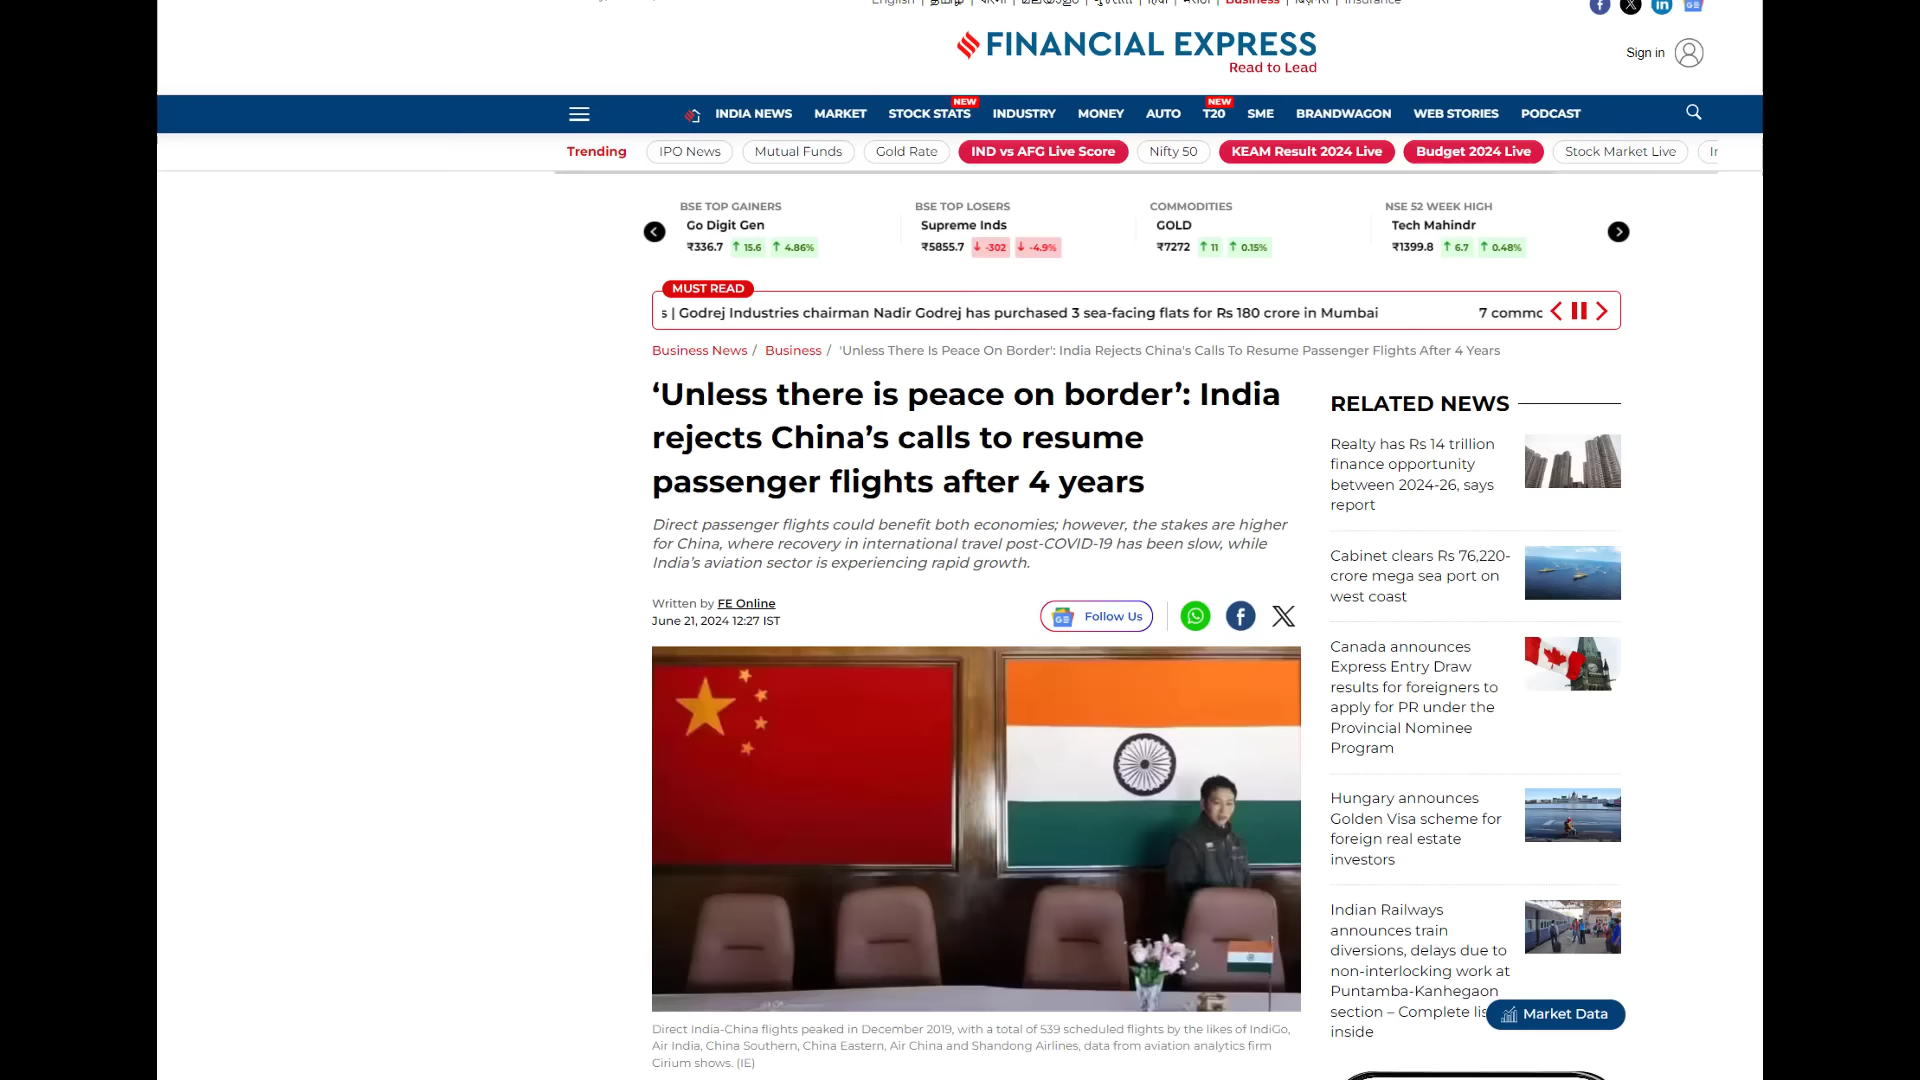 Business
Insurance
FINANCIAL EXPRESS
Read to Lead
Sign in
INDIA NEWS MARKET STOCK STATS NEW INDUSTRY MONEY AUTO T20 NEW SME BRANDWAGON WEB STORIES PODCAST
Trending IPO News Mutual Funds Gold Rate IND vs AFG Live Score Nifty 50 KEAM Result 2024 Live Budget 2024 Live Stock Market Live
BSE TOP GAINERS
Go Digit Gen
₹336.7 15.6 4.86%
BSE TOP LOSERS
Supreme Inds
₹5855.7 -302 -4.9%
COMMODITIES
GOLD
₹7272 11 0.15%
NSE 52 WEEK HIGH
Tech Mahindr
₹1399.8 6.7 0.48%
MUST READ
s | Godrej Industries chairman Nadir Godrej has purchased 3 sea-facing flats for Rs 180 crore in Mumbai 7 commc
Business News / Business / 'Unless There Is Peace On Border': India Rejects China's Calls To Resume Passenger Flights After 4 Years
‘Unless there is peace on border’: India
rejects China’s calls to resume
passenger flights after 4 years
Direct passenger flights could benefit both economies; however, the stakes are higher
for China, where recovery in international travel post-COVID-19 has been slow, while
India’s aviation sector is experiencing rapid growth.
Written by FE Online
June 21, 2024 12:27 IST
Follow Us
Direct India-China flights peaked in December 2019, with a total of 539 scheduled flights by the likes of IndiGo,
Air India, China Southern, China Eastern, Air China and Shandong Airlines, data from aviation analytics firm
Cirium shows. (IE)
RELATED NEWS
Realty has Rs 14 trillion
finance opportunity
between 2024-26, says
report
Cabinet clears Rs 76,220-
crore mega sea port on
west coast
Canada announces
Express Entry Draw
results for foreigners to
apply for PR under the
Provincial Nominee
Program
Hungary announces
Golden Visa scheme for
foreign real estate
investors
Indian Railways
announces train
diversions, delays due to
non-interlocking work at
Puntamba-Kanhegaon
section – Complete lis
inside
Market Data